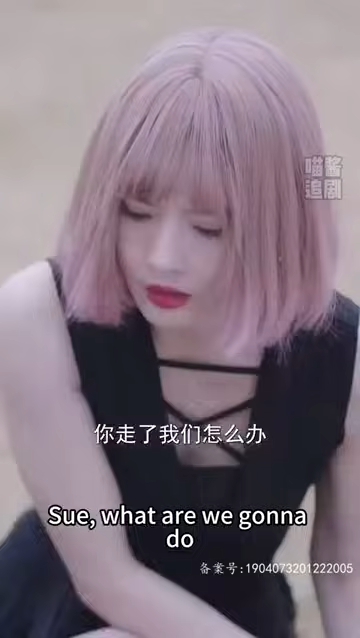 喵酱
追剧
你走了我们怎么办
Sue, what are we gonna
do
备案号:1904073201222005